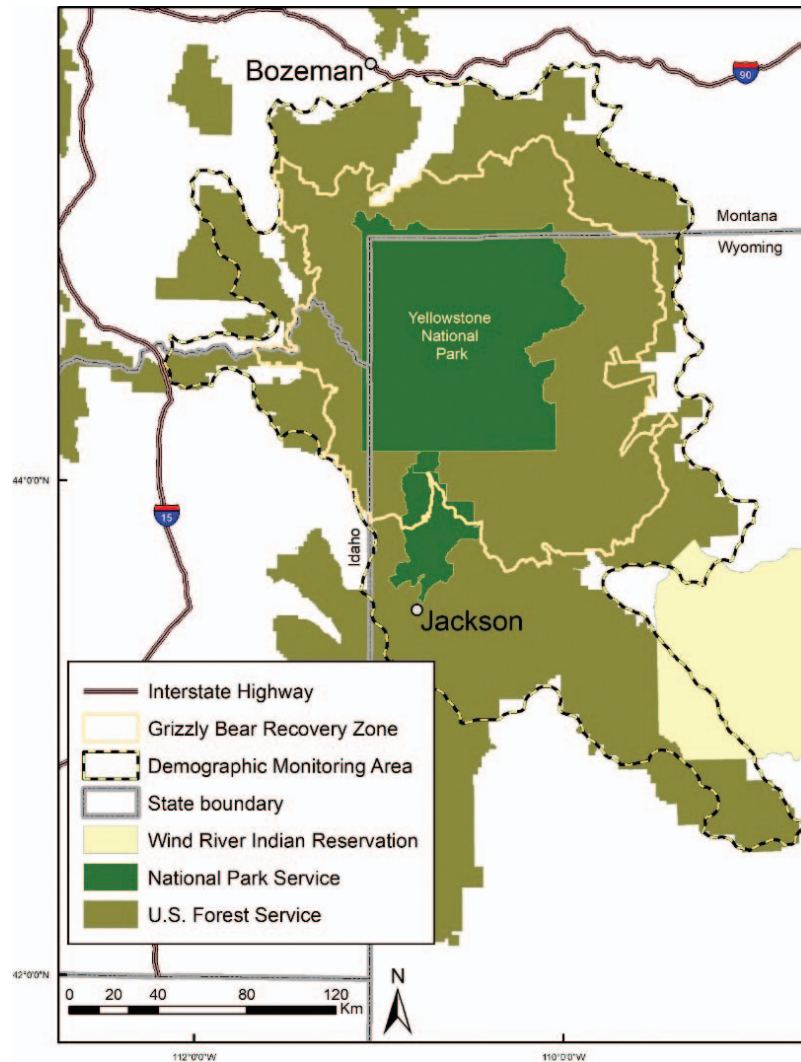 Bozeman
90
Montana
Wyoming
Yellowstone
National
Park
44°0'0"N
15
Idaho
Jackson
Interstate Highway
Grizzly Bear Recovery Zone
Demographic Monitoring Area
State boundary
Wind River Indian Reservation
National Park Service
U.S. Forest Service
42°0'0"N
0 20 40 80 120
Km
N
112°0'0"W
110°0'0"W